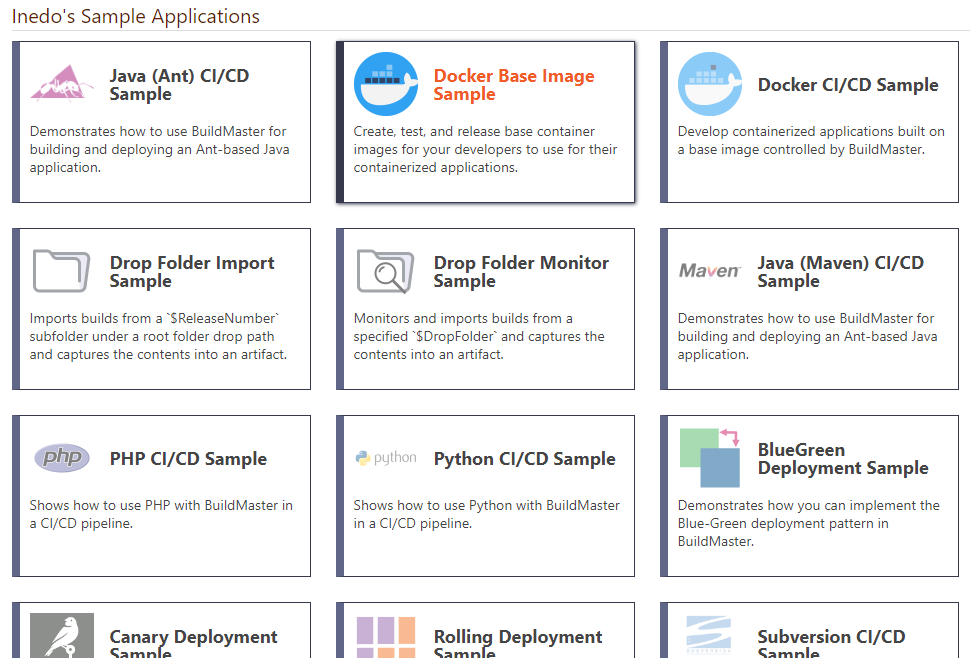 Inedo's Sample Applications
Java (Ant) CI/CD
Sample
Demonstrates how to use BuildMaster for
building and deploying an Ant-based Java
application.
Docker Base Image
Sample
Create, test, and release base container
images for your developers to use for their
containerized applications.
Docker CI/CD Sample
Develop containerized applications built on
a base image controlled by BuildMaster.
Drop Folder Import
Sample
Imports builds from a `$ReleaseNumber`
subfolder under a root folder drop path
and captures the contents into an artifact.
Drop Folder Monitor
Sample
Monitors and imports builds from a
specified `$DropFolder` and captures the
contents into an artifact.
Maven
Java (Maven) CI/CD
Sample
Demonstrates how to use BuildMaster for
building and deploying an Ant-based Java
application.
php
PHP CI/CD Sample
Shows how to use PHP with BuildMaster in
a CI/CD pipeline.
python
Python CI/CD Sample
Shows how to use Python with BuildMaster
in a CI/CD pipeline.
BlueGreen
Deployment Sample
Demonstrates how you can implement the
Blue-Green deployment pattern in
BuildMaster.
Canary Deployment
Sample
Rolling Deployment
Sample
SUBVERSION
Subversion CI/CD
Sample